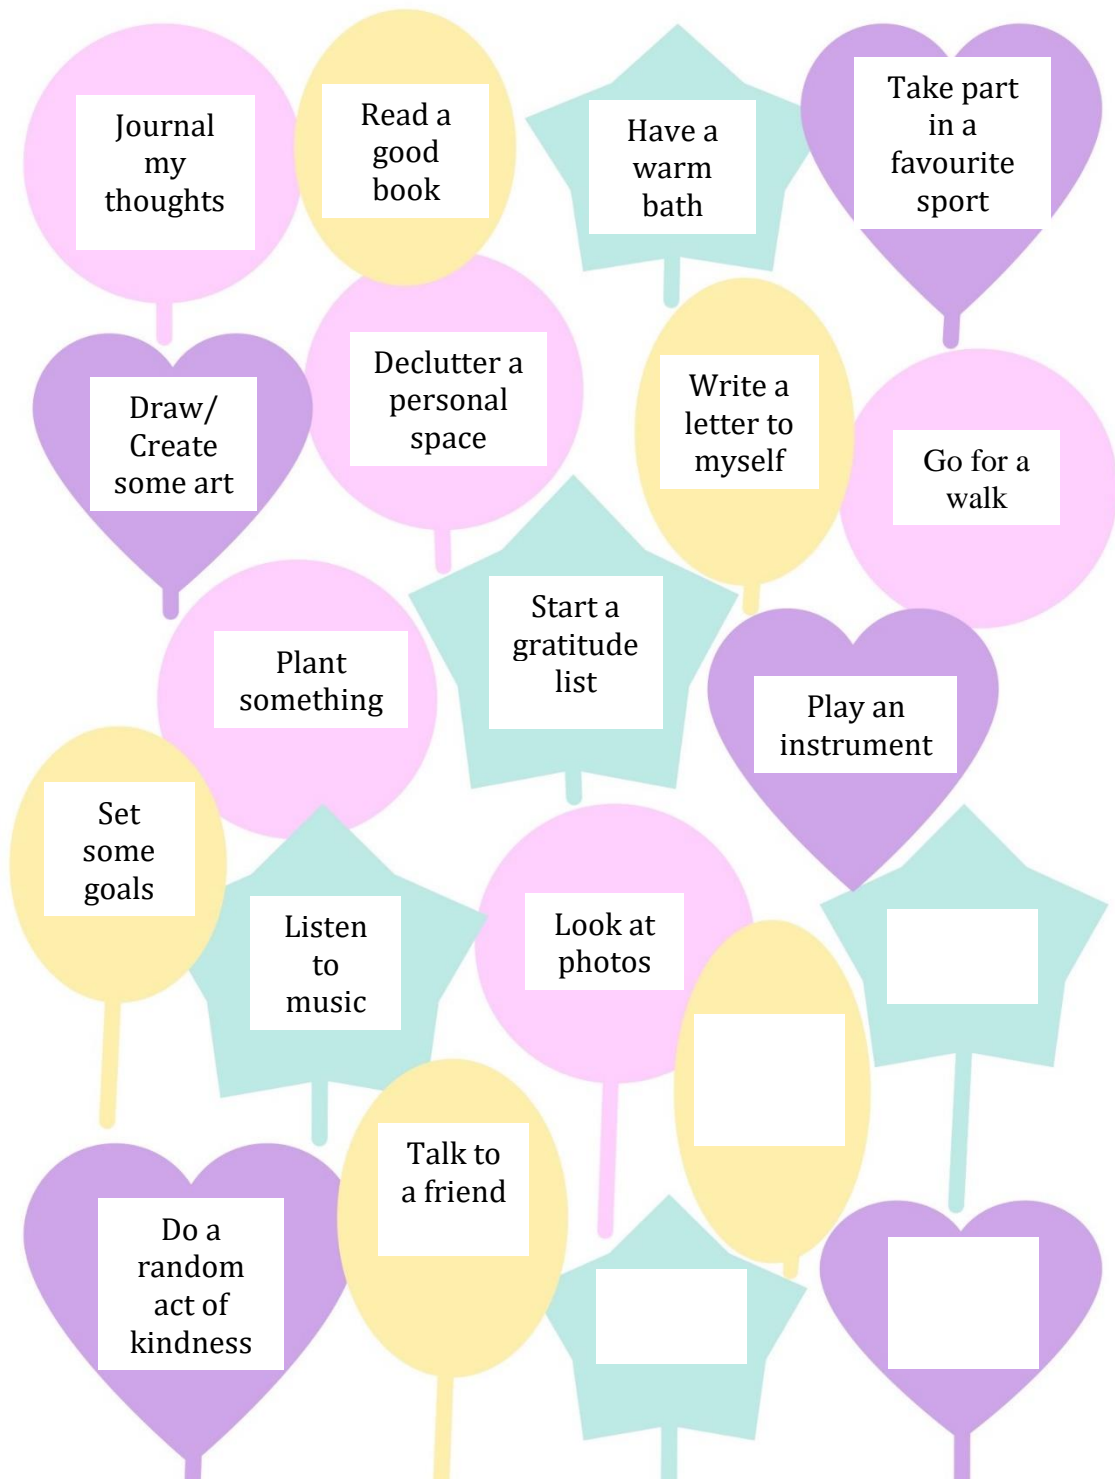 Journal
my
thoughts
Read a
good
book
Have a
warm
bath
Take part
in a
favourite
sport
Draw/
Create
some art
Declutter a
personal
space
Write a
letter to
myself
Go for a
walk
Plant
something
Start a
gratitude
list
Play an
instrument
Set
some
goals
Listen
to
music
Look at
photos
Do a
random
act of
kindness
Talk to
a friend